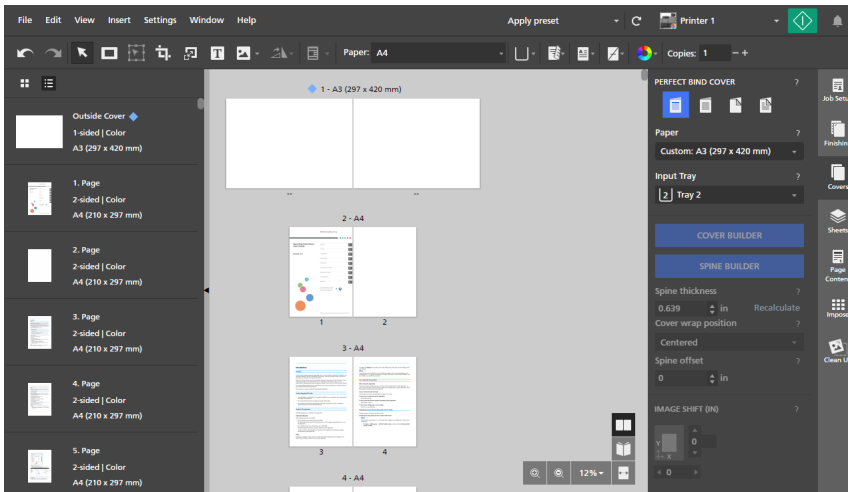 File Edit View Insert Settings Window Help Apply preset Printer 1
Paper: A4 Copies: 1
1 - A3 (297 x 420 mm)
Outside Cover
1-sided | Color
A3 (297 x 420 mm)
1. Page
2-sided | Color
A4 (210 x 297 mm)
2. Page
2-sided | Color
A4 (210 x 297 mm)
3. Page
2-sided | Color
A4 (210 x 297 mm)
4. Page
2-sided | Color
A4 (210 x 297 mm)
5. Page
2-sided | Color
A4 (210 x 297 mm)
2 - A4
1 2
3 - A4
3 4
4 - A4
12%
PERFECT BIND COVER ?
Paper ?
Custom: A3 (297 x 420 mm)
Input Tray ?
2 Tray 2
COVER BUILDER
SPINE BUILDER
Spine thickness ?
0.639 in Recalculate
Cover wrap position ?
Centered
Spine offset ?
0 in
IMAGE SHIFT (IN) ?
Y 0
X
0
Job Setu
Finishin
Covers
Sheets
Page
Conten
Impose
Clean U